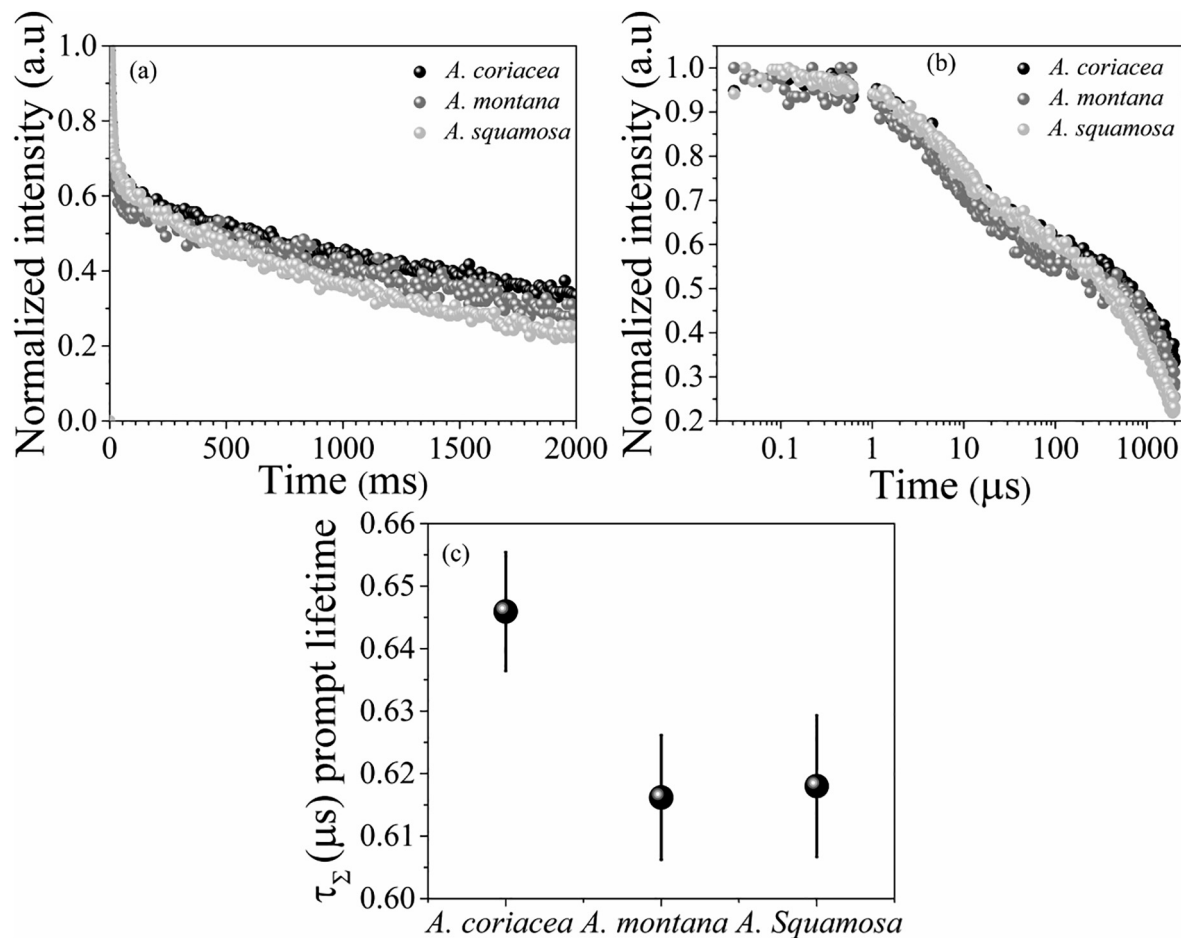 Normalized intensity (a.u)
1.0
0.8
0.6
0.4
0.2
0.0
(a)
A. coriacea
A. montana
A. squamosa
0 500 1000 1500 2000
Time (ms)
Normalized intensity (a.u)
1.0
0.9
0.8
0.7
0.6
0.5
0.4
0.3
0.2
(b)
A. coriacea
A. montana
A. squamosa
0.1 1 10 100 1000
Time (μs)
τΣ (μs) prompt lifetime
0.66
0.65
0.64
0.63
0.62
0.61
0.60
(c)
A. coriacea A. montana A. Squamosa